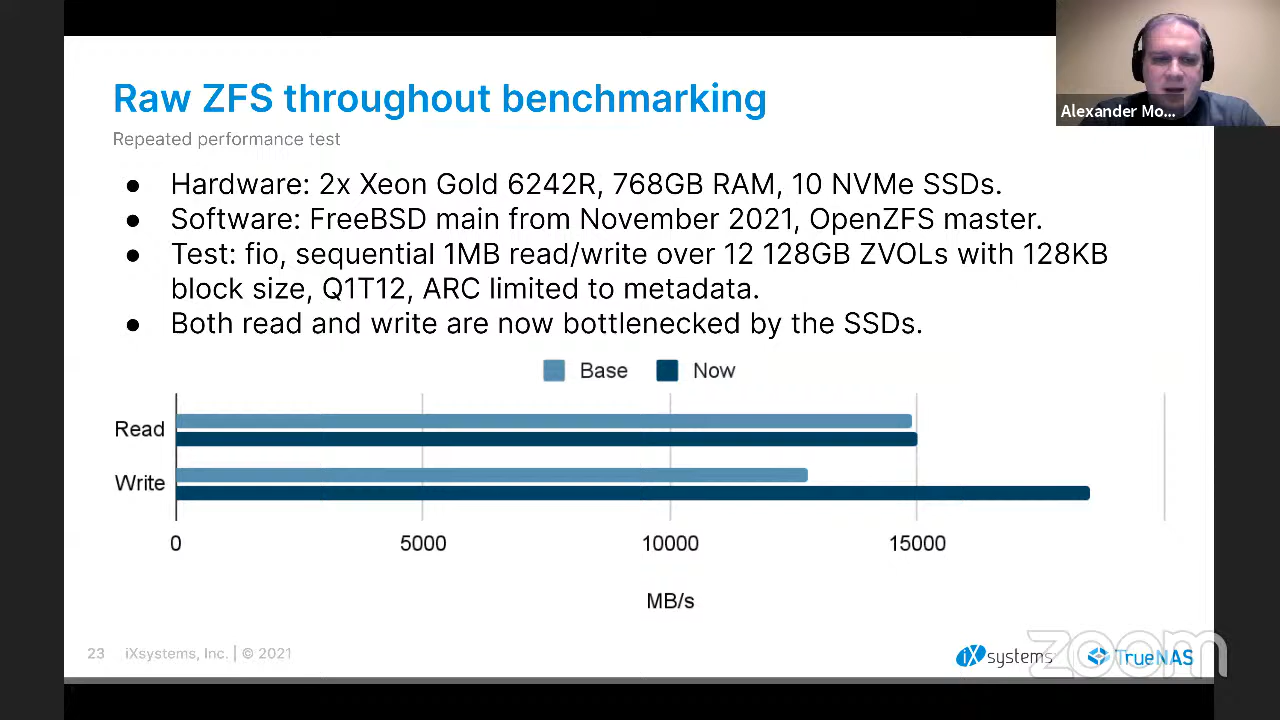 Raw ZFS throughout benchmarking
Repeated performance test
Alexander Mo...
● Hardware: 2x Xeon Gold 6242R, 768GB RAM, 10 NVMe SSDs.
● Software: FreeBSD main from November 2021, OpenZFS master.
● Test: fio, sequential 1MB read/write over 12 128GB ZVOLs with 128KB
block size, Q1T12, ARC limited to metadata.
● Both read and write are now bottlenecked by the SSDs.
Base Now
Read
Write
0 5000 10000 15000
MB/s
23 iXsystems, Inc. | © 2021
iXsystems TrueNAS
zoom